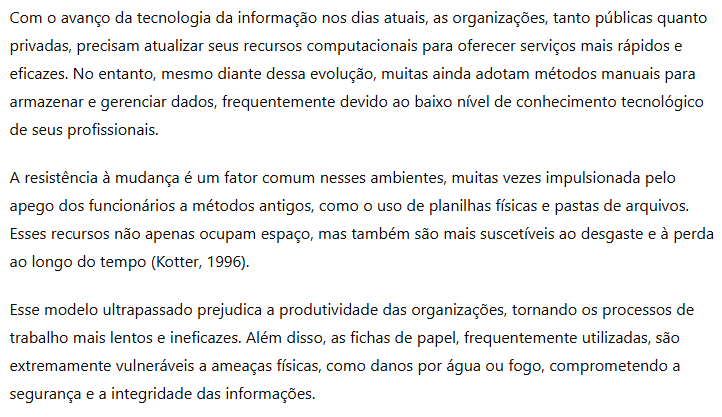 Com o avanço da tecnologia da informação nos dias atuais, as organizações, tanto públicas quanto
privadas, precisam atualizar seus recursos computacionais para oferecer serviços mais rápidos e
eficazes. No entanto, mesmo diante dessa evolução, muitas ainda adotam métodos manuais para
armazenar e gerenciar dados, frequentemente devido ao baixo nível de conhecimento tecnológico
de seus profissionais.
A resistência à mudança é um fator comum nesses ambientes, muitas vezes impulsionada pelo
apego dos funcionários a métodos antigos, como o uso de planilhas físicas e pastas de arquivos.
Esses recursos não apenas ocupam espaço, mas também são mais suscetíveis ao desgaste e à perda
ao longo do tempo (Kotter, 1996).
Esse modelo ultrapassado prejudica a produtividade das organizações, tornando os processos de
trabalho mais lentos e ineficazes. Além disso, as fichas de papel, frequentemente utilizadas, são
extremamente vulneráveis a ameaças físicas, como danos por água ou fogo, comprometendo a
segurança e a integridade das informações.